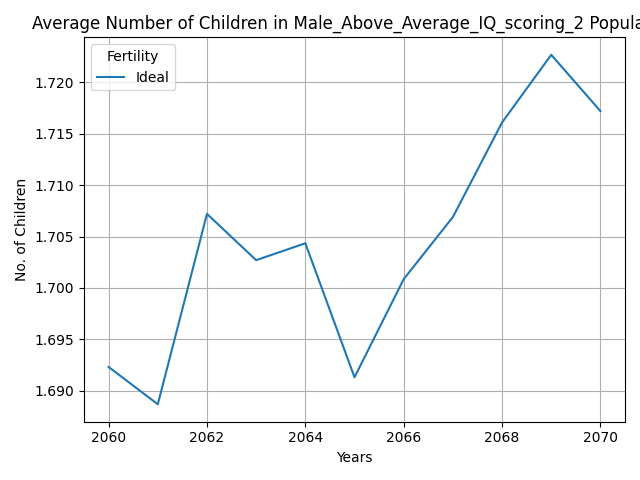 Average Number of Children in Male_Above_Average_IQ_scoring_2 Popula
Fertility
Ideal
1.720
1.715
1.710
1.705
1.700
1.695
1.690
No. of Children
2060 2062 2064 2066 2068 2070
Years